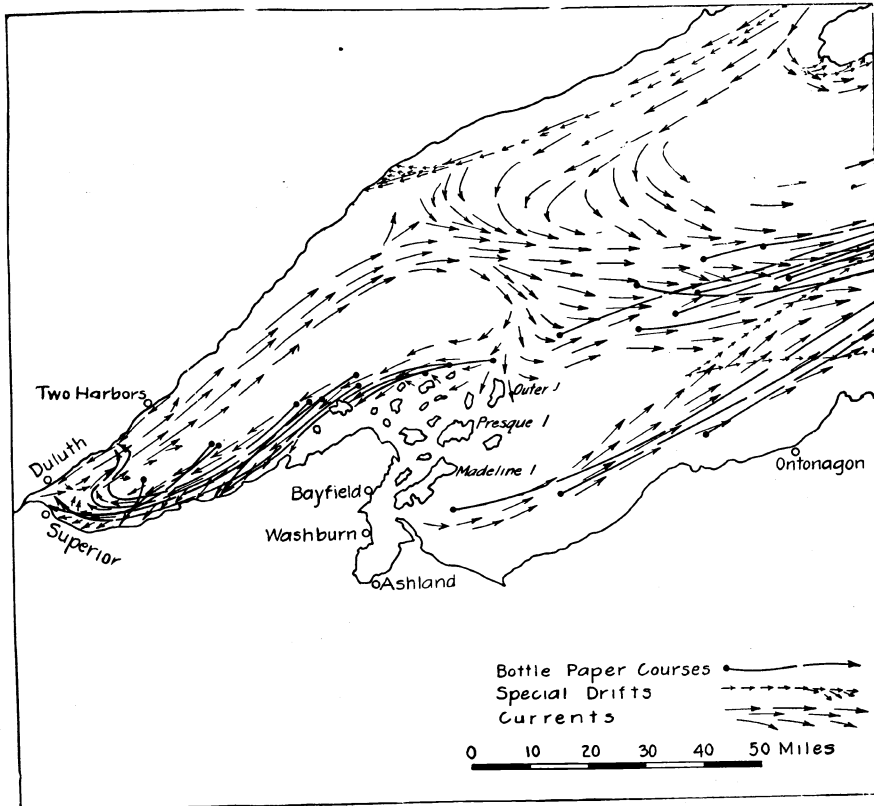 Two Harbors
Duluth
Superior
Outer I
Presque I
Madeline I
Bayfield
Washburn
Ashland
Ontonagon
Bottle Paper Courses
Special Drifts
Currents
0 10 20 30 40 50 Miles